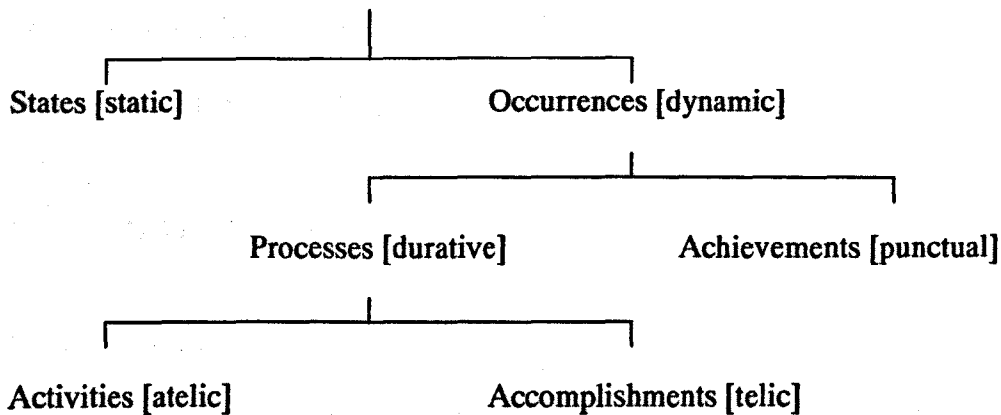 States [static] Occurrences [dynamic]
Processes [durative] Achievements [punctual]
Activities [atelic] Accomplishments [telic]